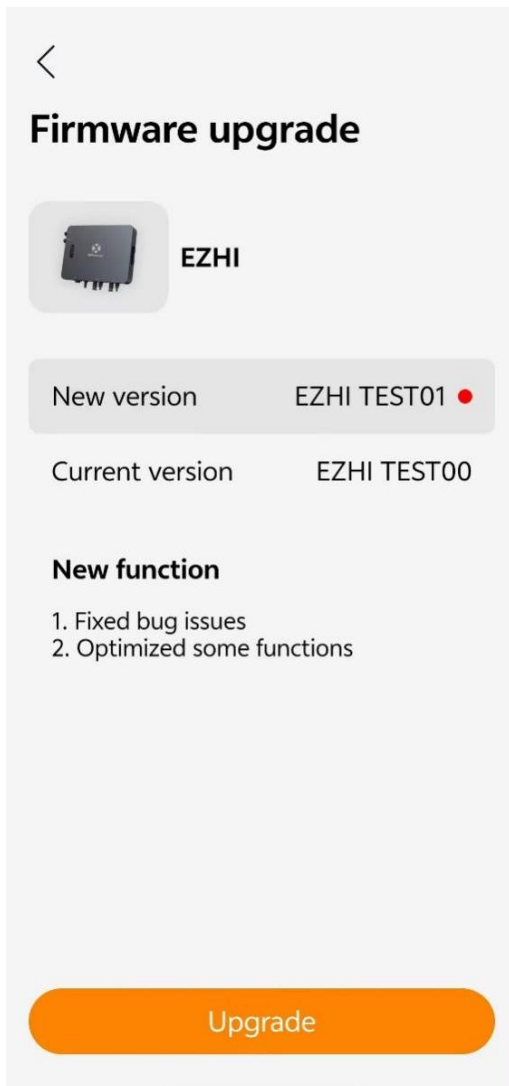 Firmware upgrade
EZHI
New version EZHI TEST01
Current version EZHI TEST00
New function
1. Fixed bug issues
2. Optimized some functions
Upgrade